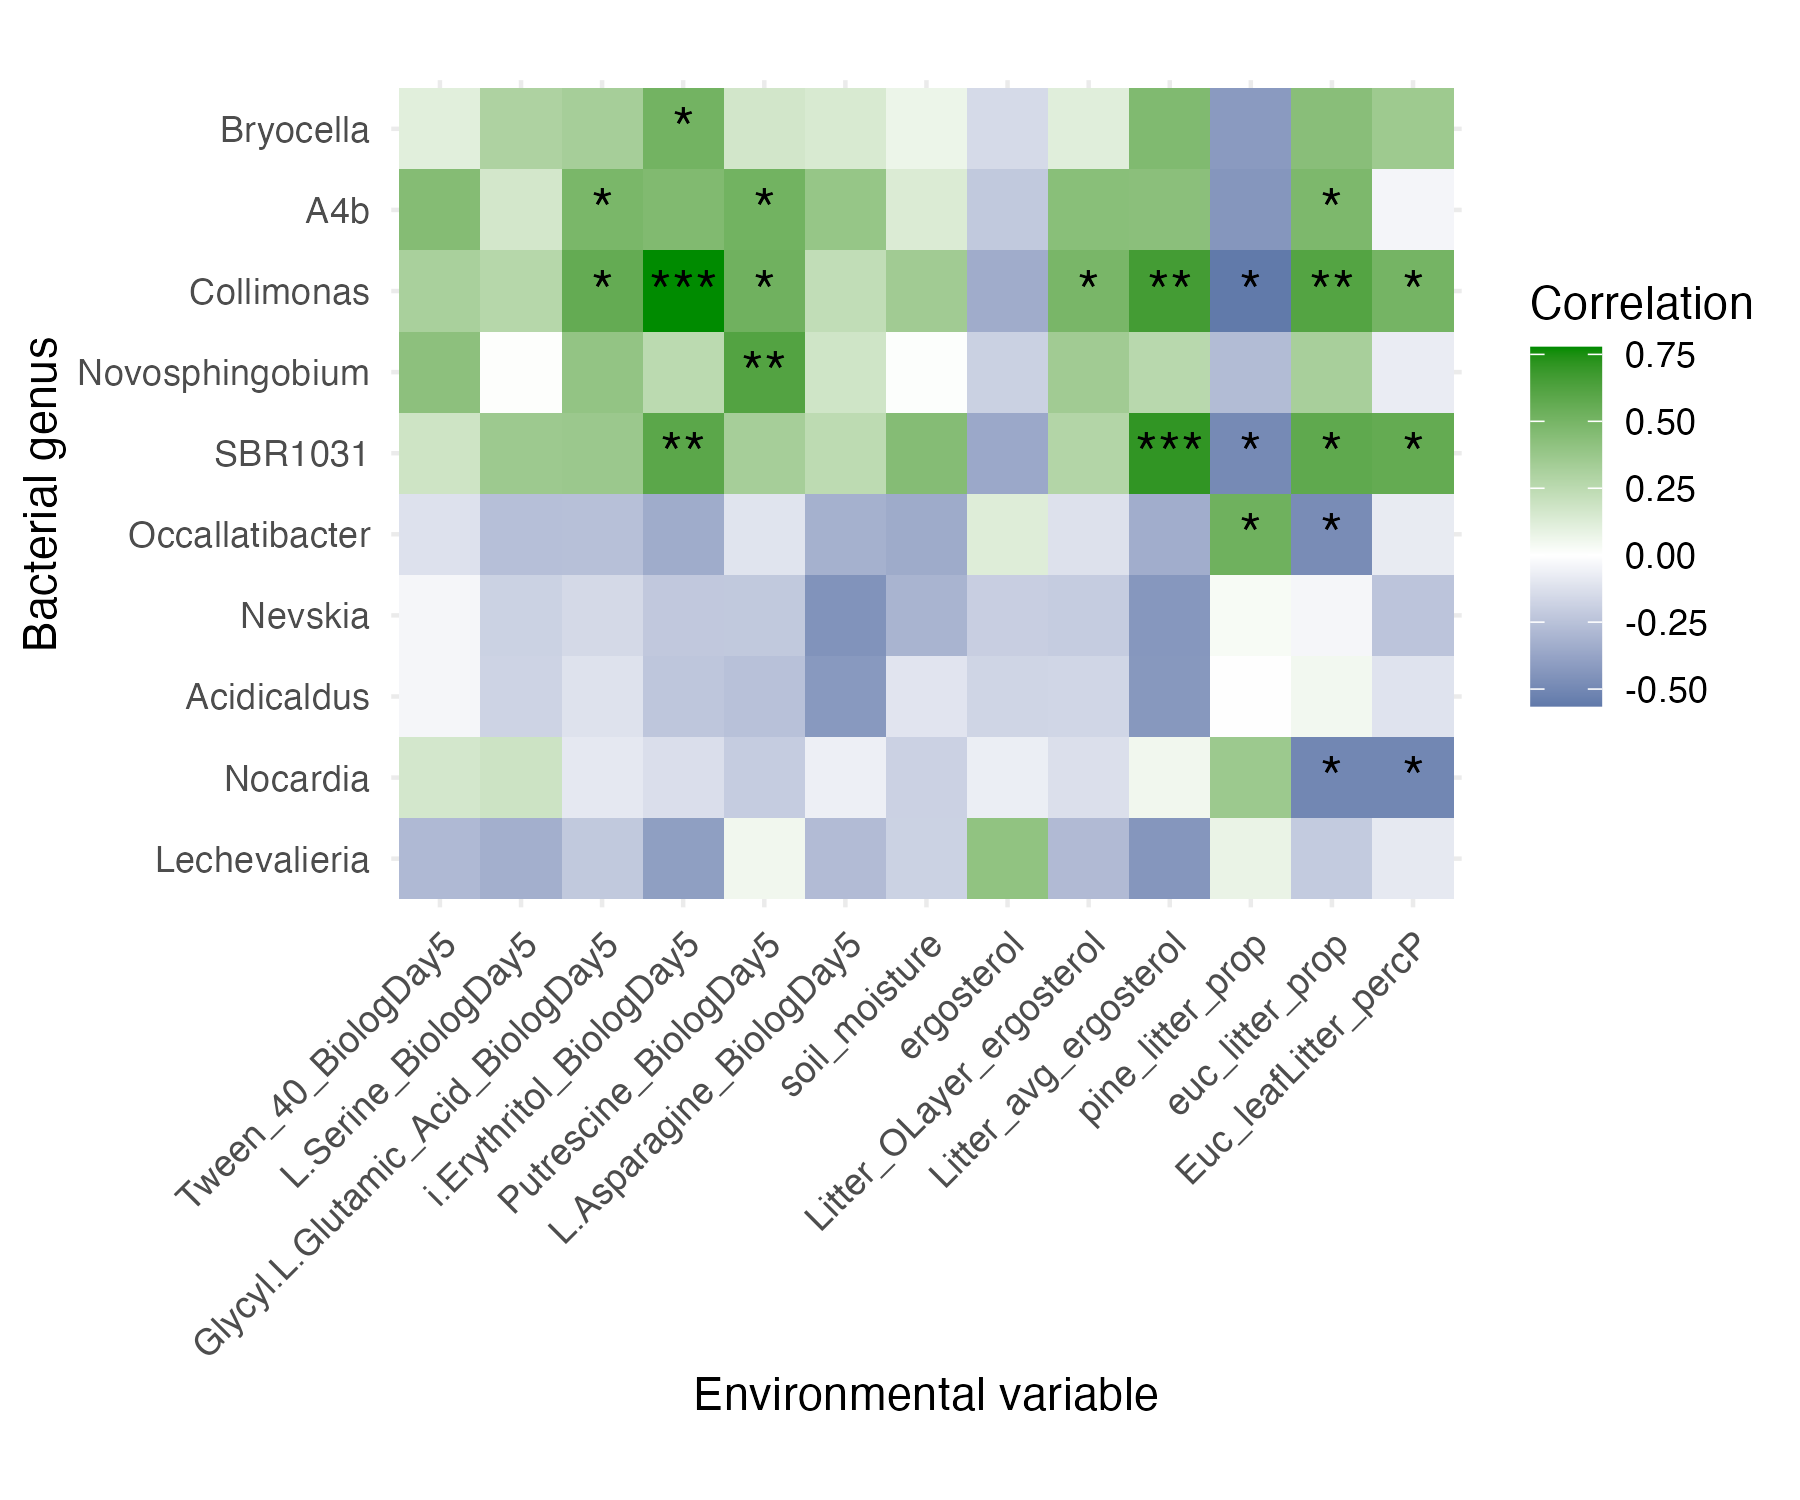 Bacterial genus
Bryocella *
A4b * * *
Collimonas * *** * * ** * ** *
Novosphingobium **
SBR1031 ** *** * * *
Occallatibacter * *
Nevskia
Acidicaldus
Nocardia * *
Lechevalieria
Tween_40_BiologDay5
L.Serine_BiologDay5
Glycyl.L.Glutamic_Acid_BiologDay5
i.Erythritol_BiologDay5
Putrescine_BiologDay5
L.Asparagine_BiologDay5
soil_moisture
ergosterol
Litter_OLayer_ergosterol
Litter_avg_ergosterol
pine_litter_prop
euc_litter_prop
Euc_leafLitter_percP
Environmental variable
Correlation
0.75
0.50
0.25
0.00
-0.25
-0.50